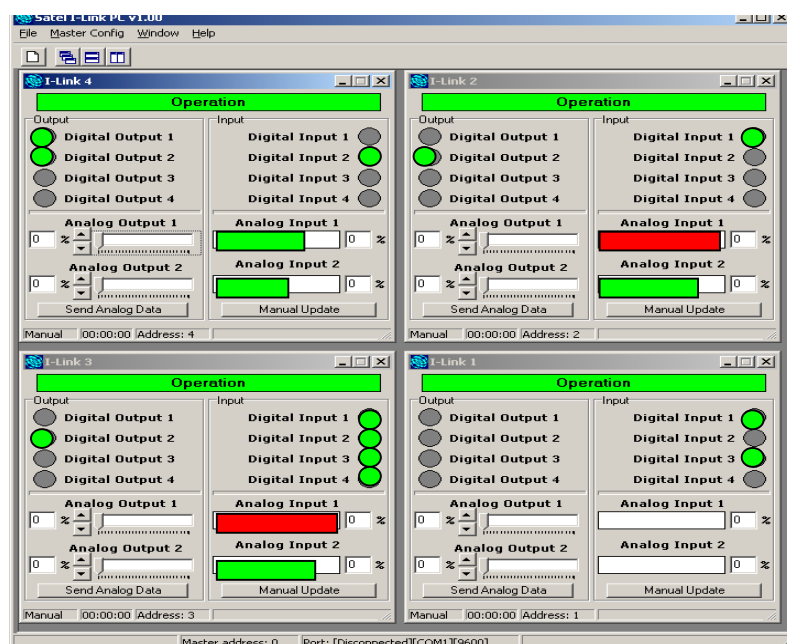 Satel I-Link PC v1.00
File Master Config Window Help
I-Link 4
Operation
Output
Input
Digital Output 1
Digital Input 1
Digital Output 2
Digital Input 2
Digital Output 3
Digital Input 3
Digital Output 4
Digital Input 4
Analog Output 1
Analog Input 1
0 %
0 %
Analog Output 2
Analog Input 2
0 %
0 %
Send Analog Data
Manual Update
Manual 00:00:00 Address: 4
I-Link 2
Operation
Output
Input
Digital Output 1
Digital Input 1
Digital Output 2
Digital Input 2
Digital Output 3
Digital Input 3
Digital Output 4
Digital Input 4
Analog Output 1
Analog Input 1
0 %
0 %
Analog Output 2
Analog Input 2
0 %
0 %
Send Analog Data
Manual Update
Manual 00:00:00 Address: 2
I-Link 3
Operation
Output
Input
Digital Output 1
Digital Input 1
Digital Output 2
Digital Input 2
Digital Output 3
Digital Input 3
Digital Output 4
Digital Input 4
Analog Output 1
Analog Input 1
0 %
0 %
Analog Output 2
Analog Input 2
0 %
0 %
Send Analog Data
Manual Update
Manual 00:00:00 Address: 3
I-Link 1
Operation
Output
Input
Digital Output 1
Digital Input 1
Digital Output 2
Digital Input 2
Digital Output 3
Digital Input 3
Digital Output 4
Digital Input 4
Analog Output 1
Analog Input 1
0 %
0 %
Analog Output 2
Analog Input 2
0 %
0 %
Send Analog Data
Manual Update
Manual 00:00:00 Address: 1
Master address: 0 Port: [Disconnected][COM1][9600]